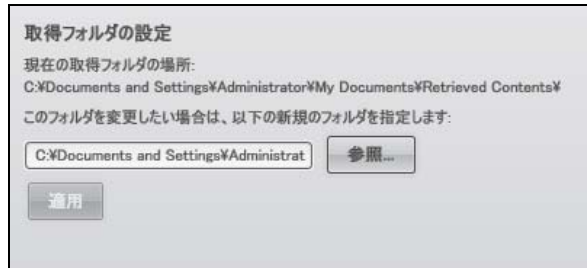 取得フォルダの設定
現在の取得フォルダの場所:
C:¥Documents and Settings¥Administrator¥My Documents¥Retrieved Contents¥
このフォルダを変更したい場合は、以下の新規のフォルダを指定します:
C:¥Documents and Settings¥Administrat 参照...
適用